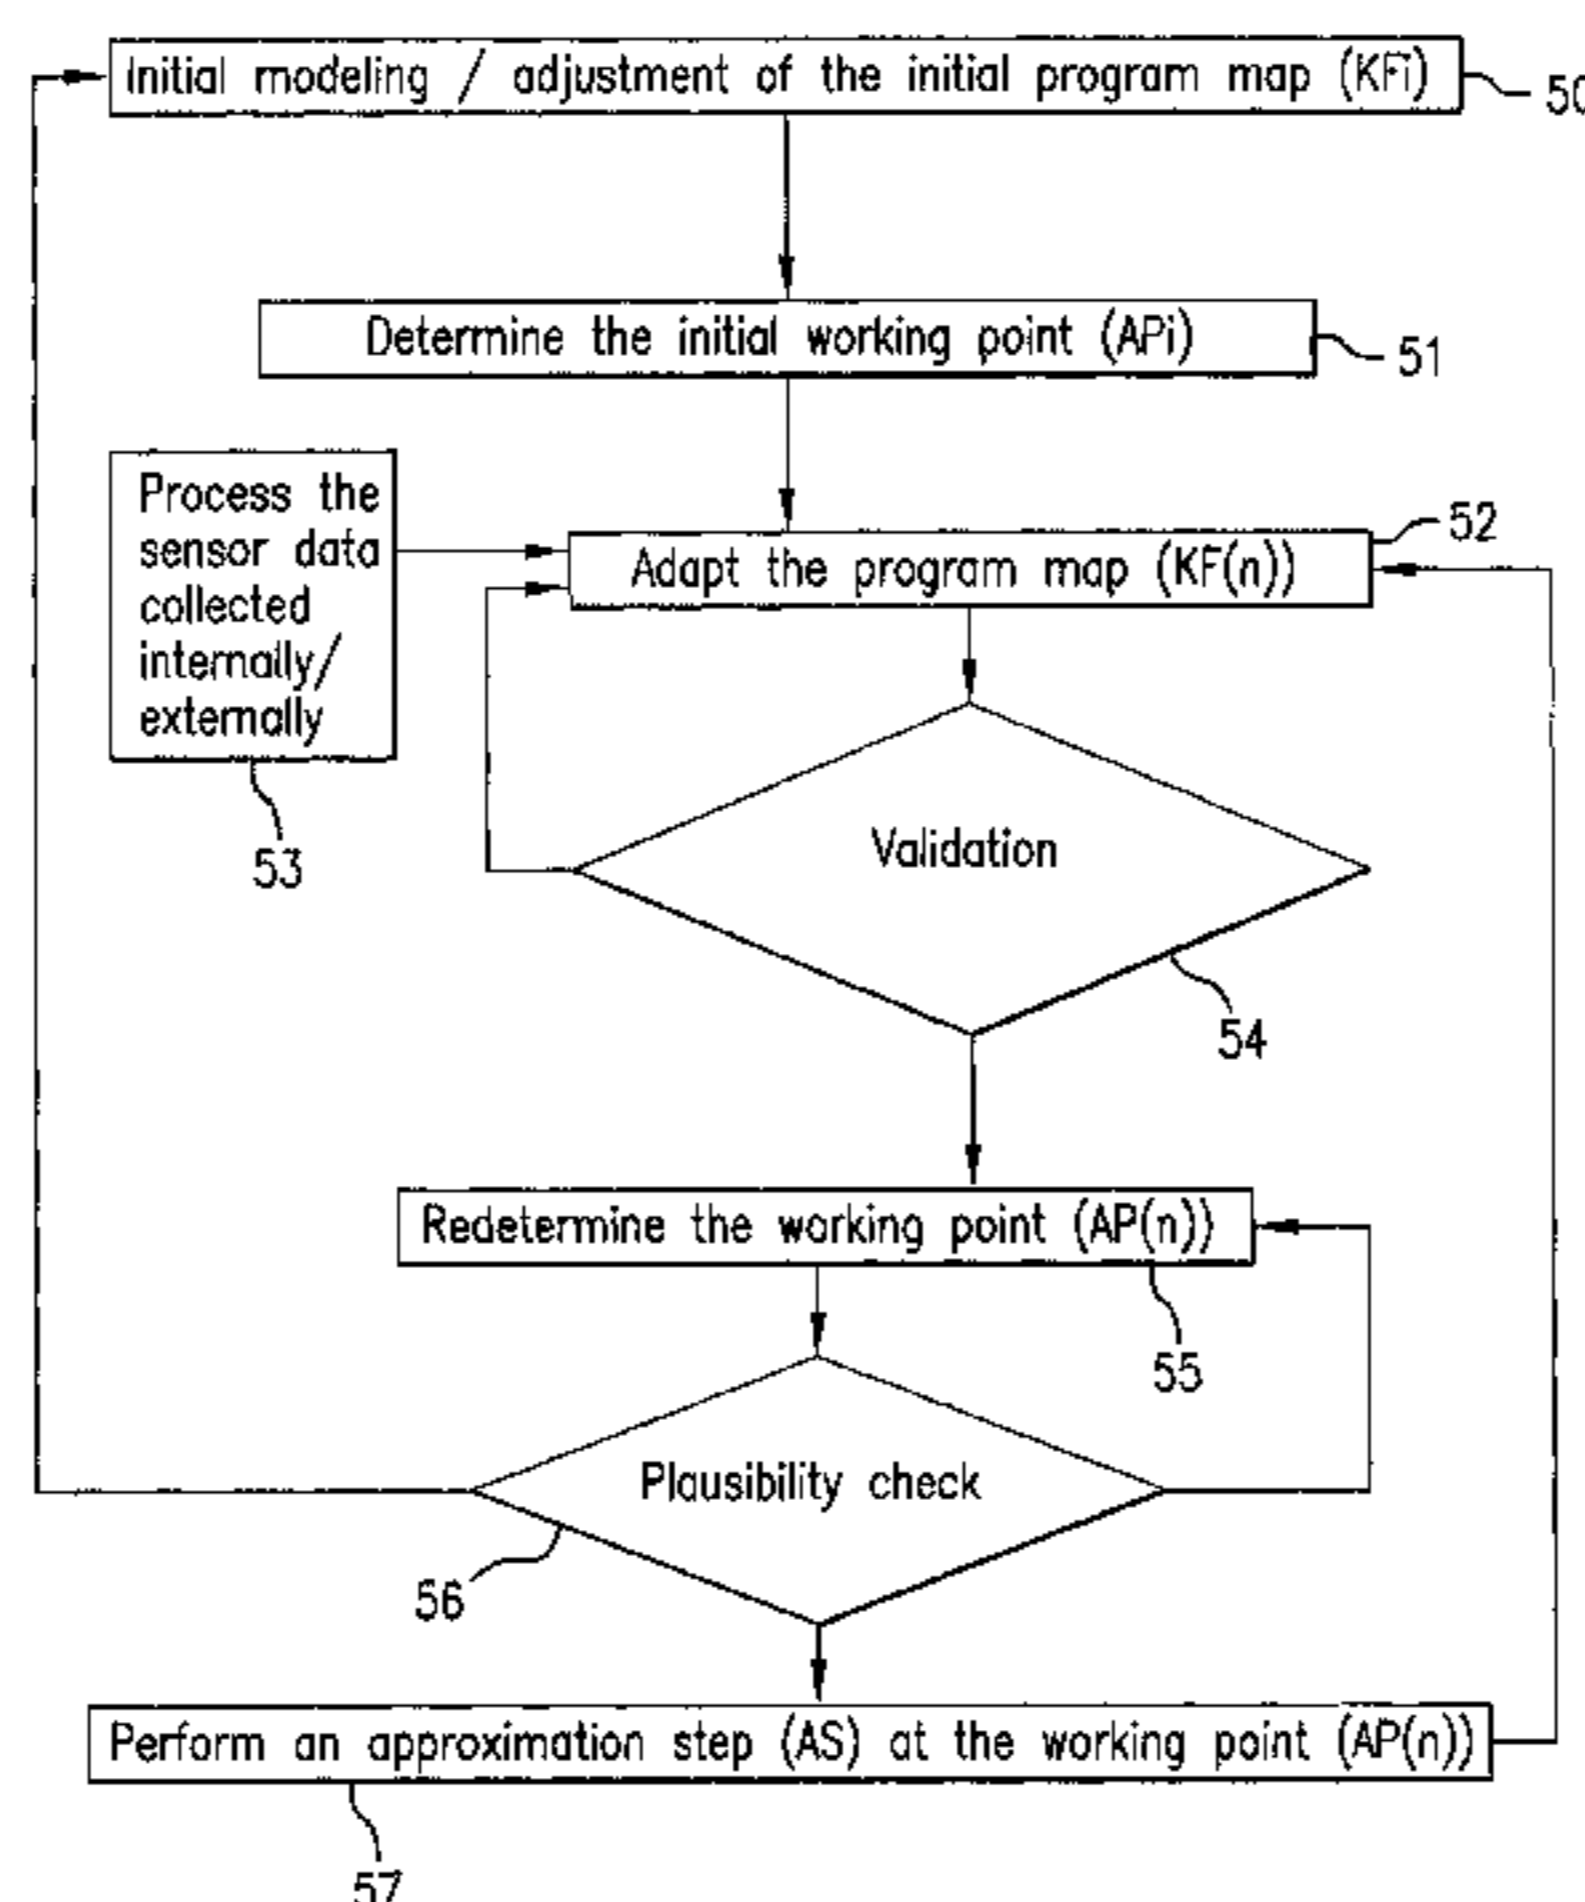 Initial modeling / adjustment of the initial program map (KFi)
50
Determine the initial working point (APi)
51
Process the
sensor data
collected
internally/
externally
53
Adapt the program map (KF(n))
52
Validation
54
Redetermine the working point (AP(n))
55
Plausibility check
56
Perform an approximation step (AS) at the working point (AP(n))
57